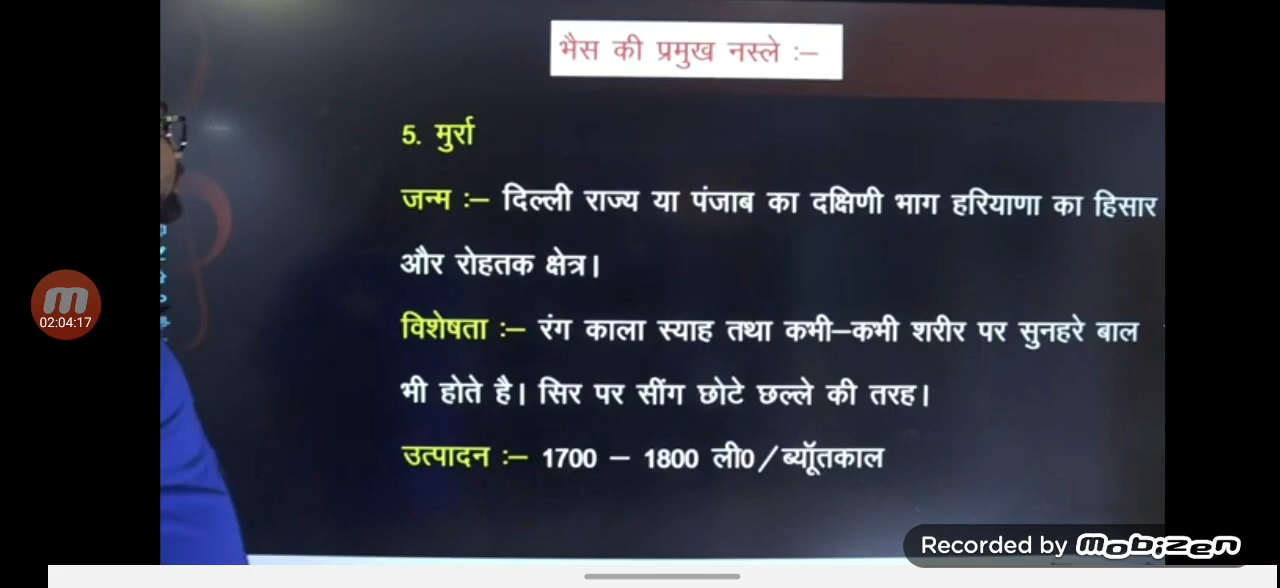 भैस की प्रमुख नस्ले :–
5. मुर्रा
जन्म :– दिल्ली राज्य या पंजाब का दक्षिणी भाग हरियाणा का हिसार
और रोहतक क्षेत्र।
विशेषता :– रंग काला स्याह तथा कभी–कभी शरीर पर सुनहरे बाल
भी होते है। सिर पर सींग छोटे छल्ले की तरह।
उत्पादन :– 1700 – 1800 ली0/ब्यॉूतकाल
02:04:17
Recorded by mobizen